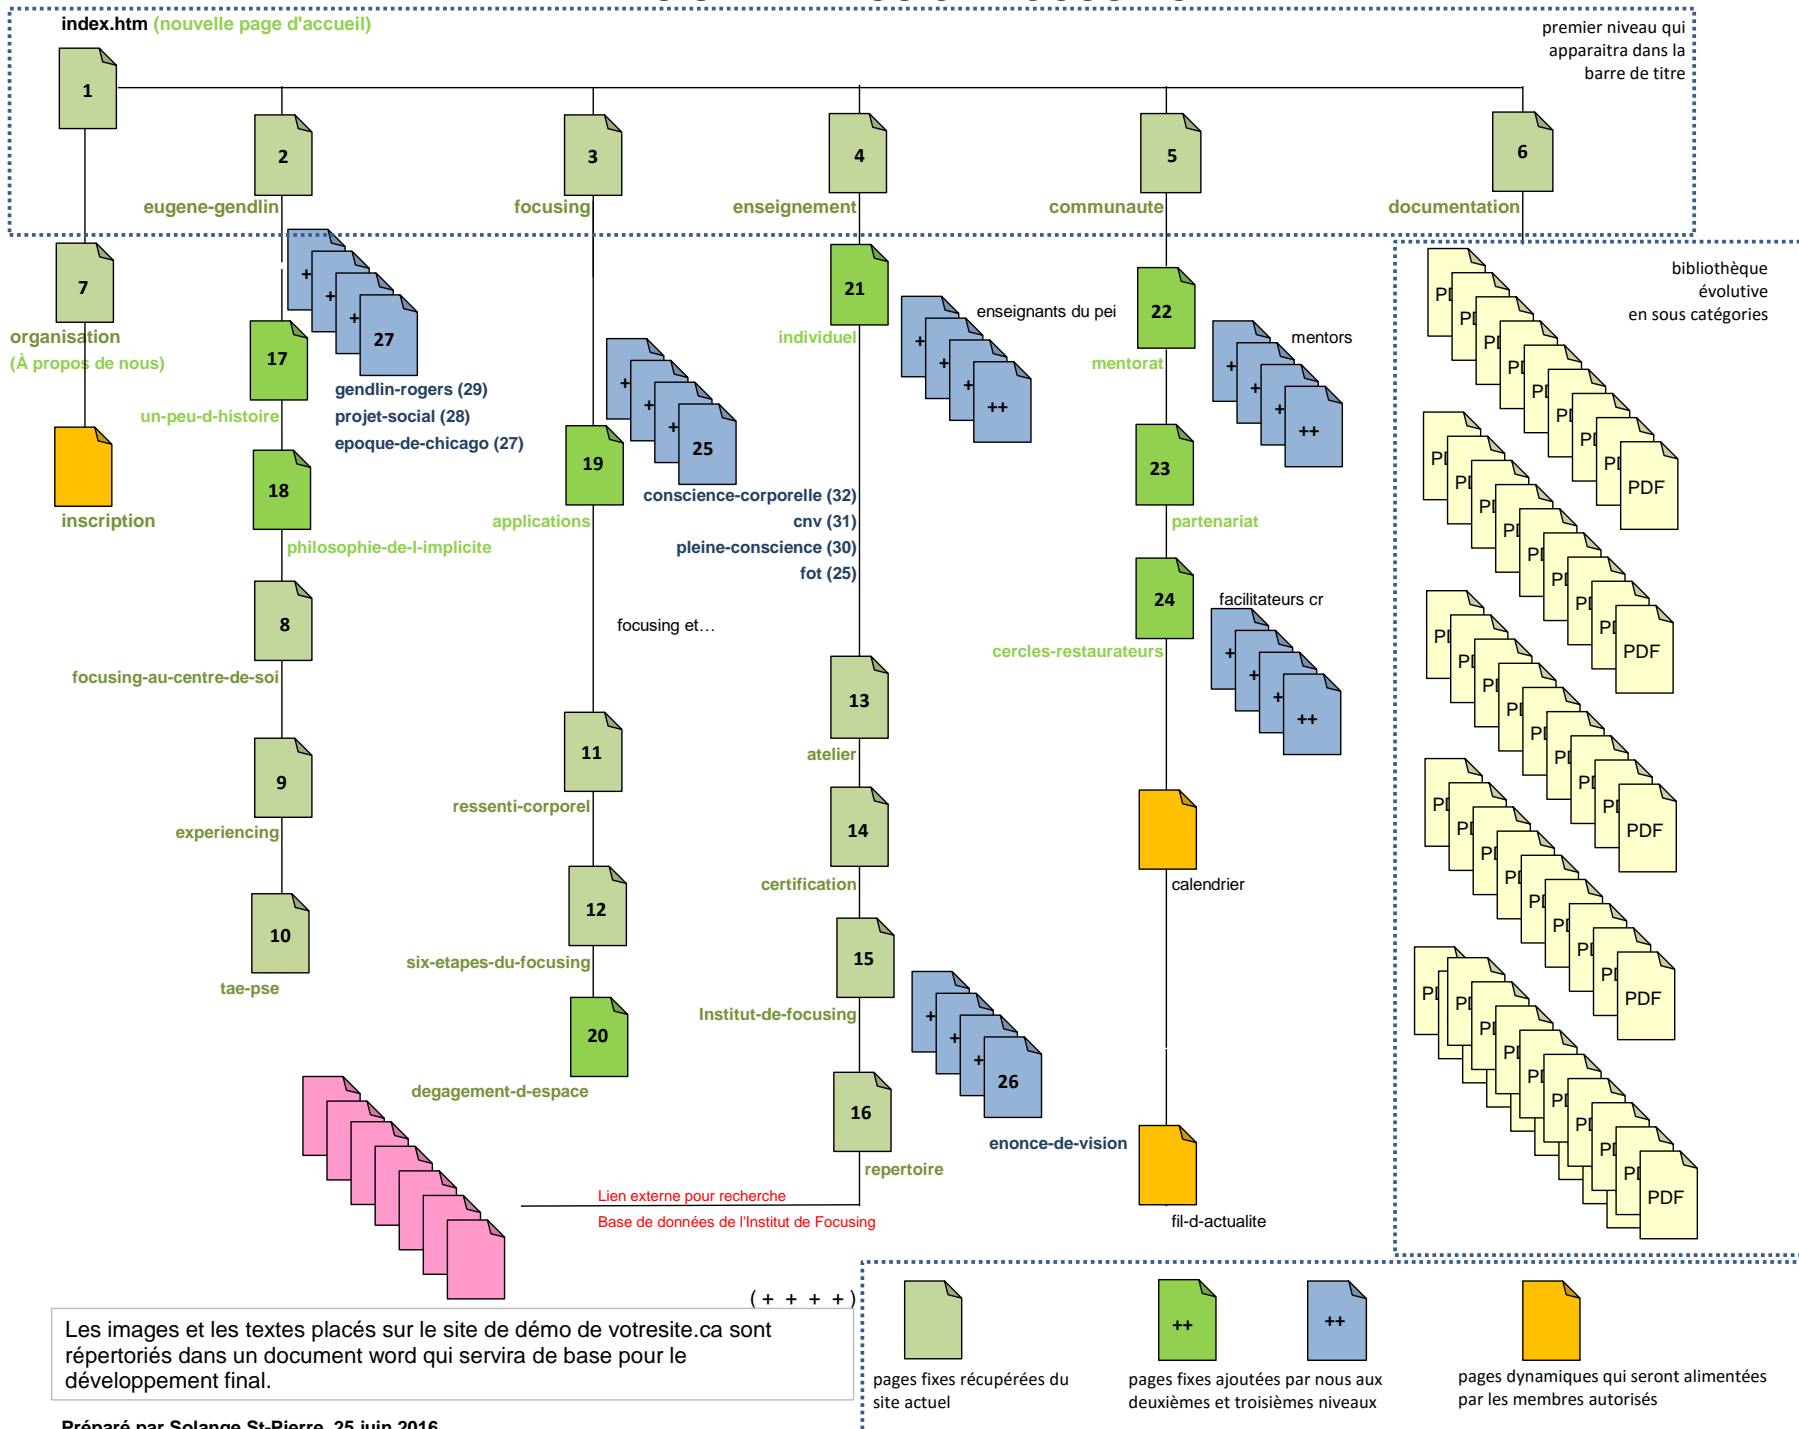 index.htm (nouvelle page d'accueil)
premier niveau qui
apparaitra dans la
barre de titre
1
2
3
4
5
6
eugene-gendlin
focusing
enseignement
communaute
documentation
7
organisation
(À propos de nous)
inscription
+
+
+
27
17
un-peu-d-histoire
gendlin-rogers (29)
projet-social (28)
epoque-de-chicago (27)
18
philosophie-de-l-implicite
8
focusing-au-centre-de-soi
9
experiencing
10
tae-pse
+
+
+
25
19
applications
conscience-corporelle (32)
cnv (31)
pleine-conscience (30)
fot (25)
focusing et…
11
ressenti-corporel
12
six-etapes-du-focusing
20
degagement-d-espace
21
individuel
enseignants du pei
+
+
+
++
13
atelier
14
certification
15
Institut-de-focusing
+
+
+
26
enonce-de-vision
16
repertoire
Lien externe pour recherche
Base de données de l'Institut de Focusing
22
mentorat
mentors
+
+
+
++
23
partenariat
24
cercles-restaurateurs
facilitateurs cr
+
+
+
++
calendrier
fil-d-actualite
bibliothèque
évolutive
en sous catégories
PDF
PDF
PDF
PDF
PDF
(+ + + +)
Les images et les textes placés sur le site de démo de votresite.ca sont
répertoriés dans un document word qui servira de base pour le
développement final.
Préparé par Solange St-Pierre, 25 juin 2016
pages fixes récupérées du
site actuel
++
++
pages fixes ajoutées par nous aux
deuxièmes et troisièmes niveaux
pages dynamiques qui seront alimentées
par les membres autorisés